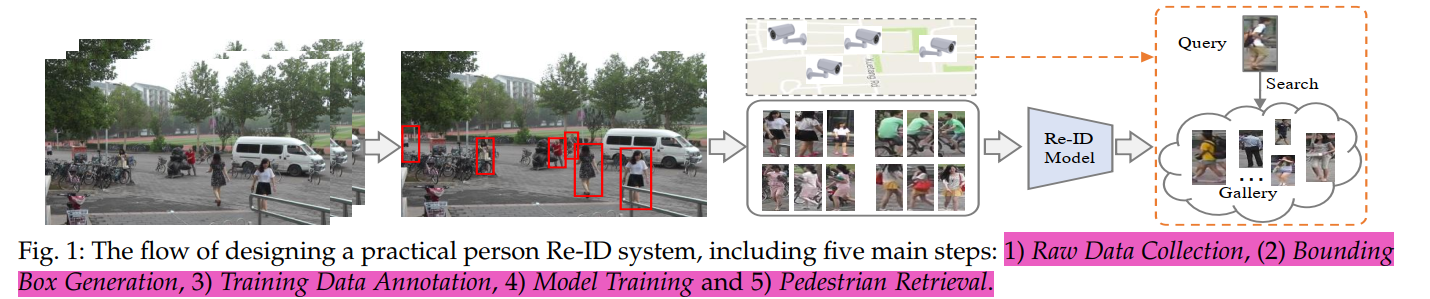 Query
Search
Re-ID
Model
Gallery
Fig. 1: The flow of designing a practical person Re-ID system, including five main steps: 1) Raw Data Collection, (2) Bounding
Box Generation, 3) Training Data Annotation, 4) Model Training and 5) Pedestrian Retrieval.